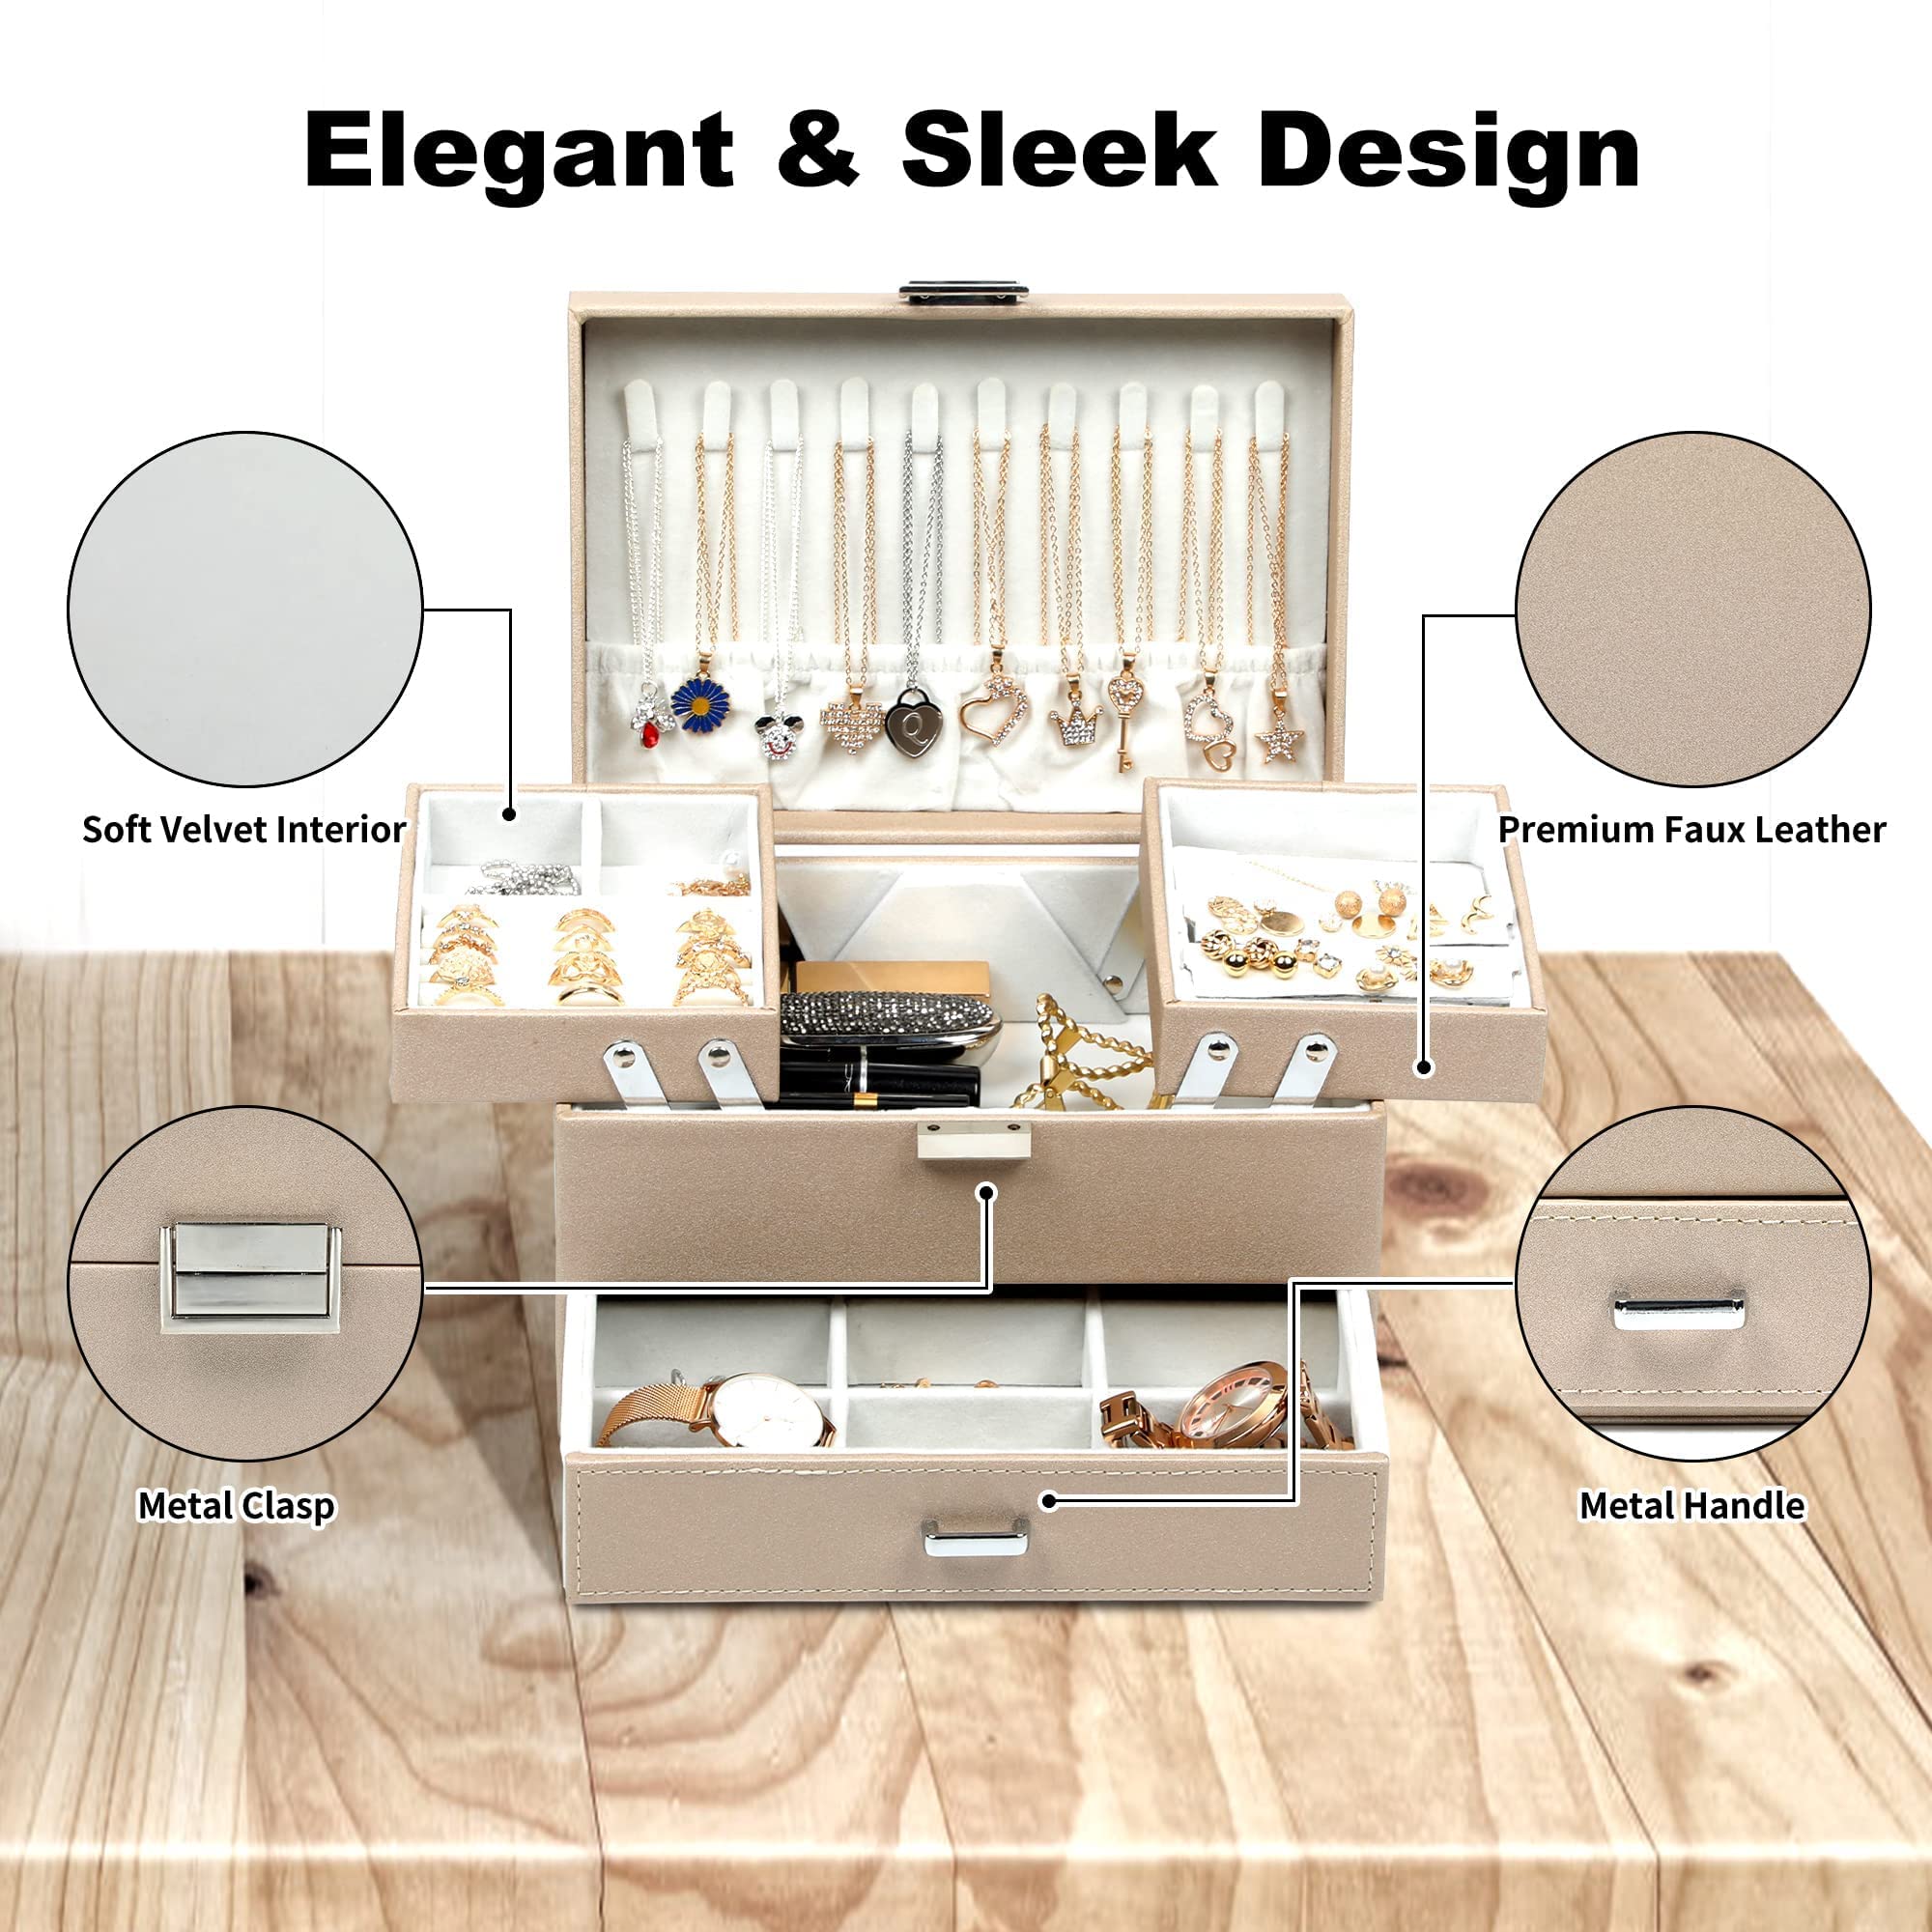 Elegant & Sleek Design
Soft Velvet Interior
Premium Faux Leather
Q
Metal Clasp
Metal Handle